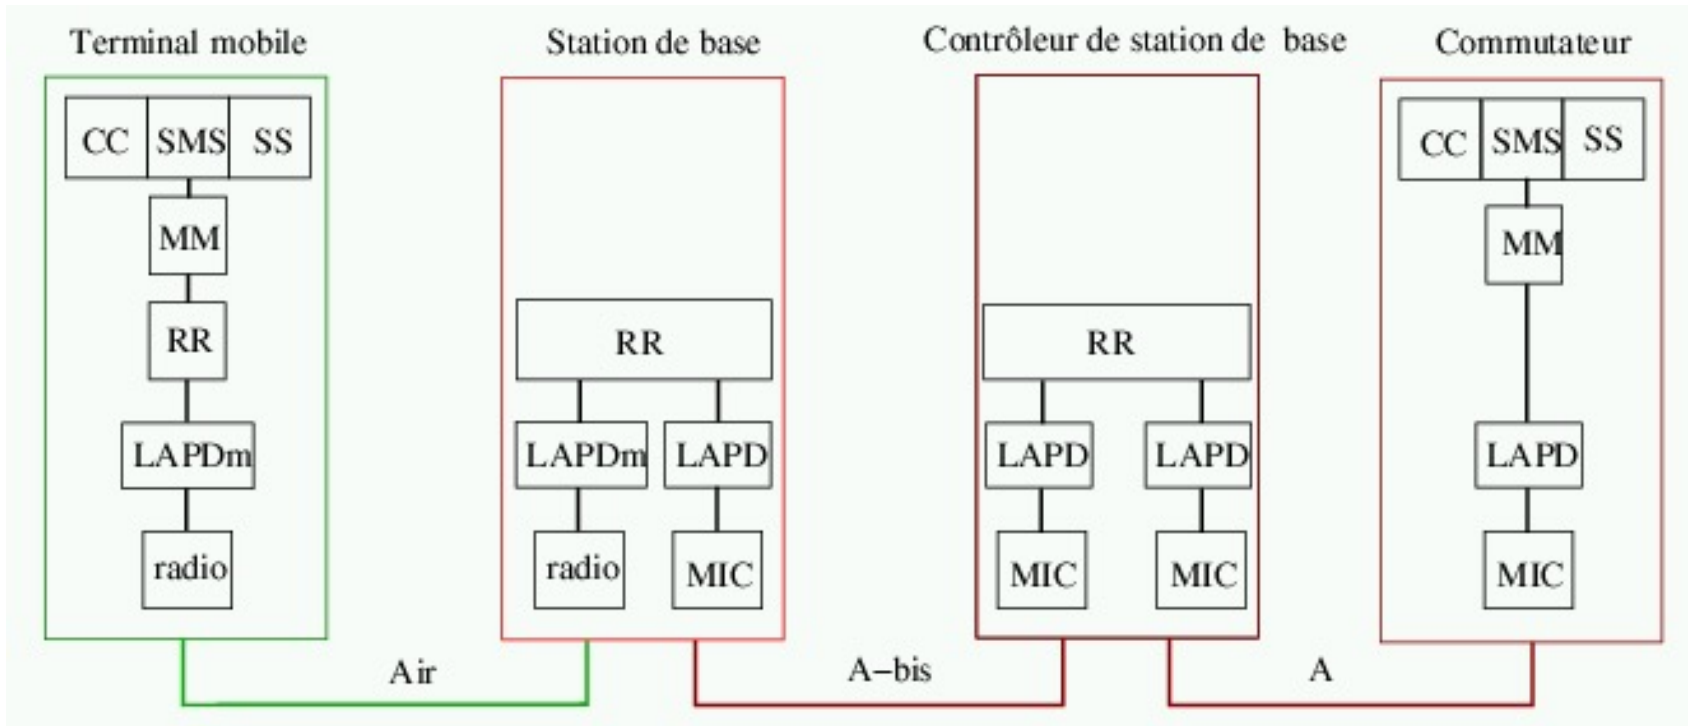 Terminal mobile
Station de base
Contrôleur de station de base
Commutateur
CC SMS SS
CC SMS SS
MM
MM
RR
RR
RR
LAPDm
LAPDm LAPD
LAPD LAPD
LAPD
radio
radio MIC
MIC MIC
MIC
Air
A-bis
A